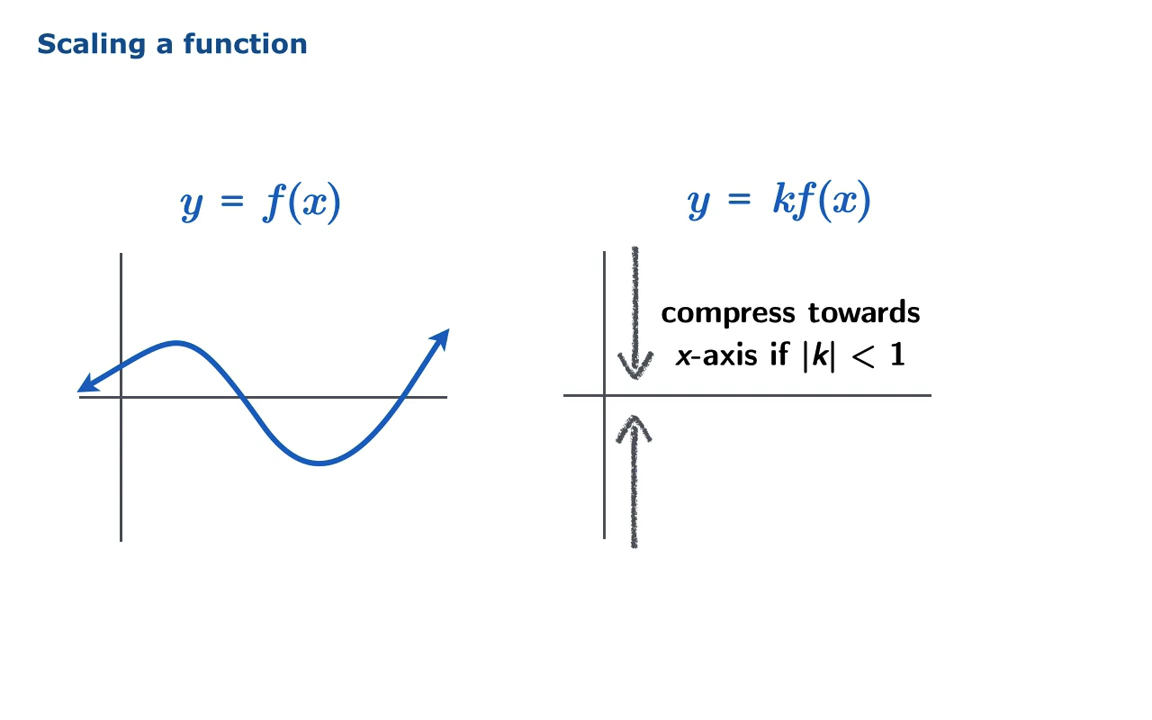 Scaling a function
y = f(x)
y = kf(x)
compress towards
x-axis if |k| < 1